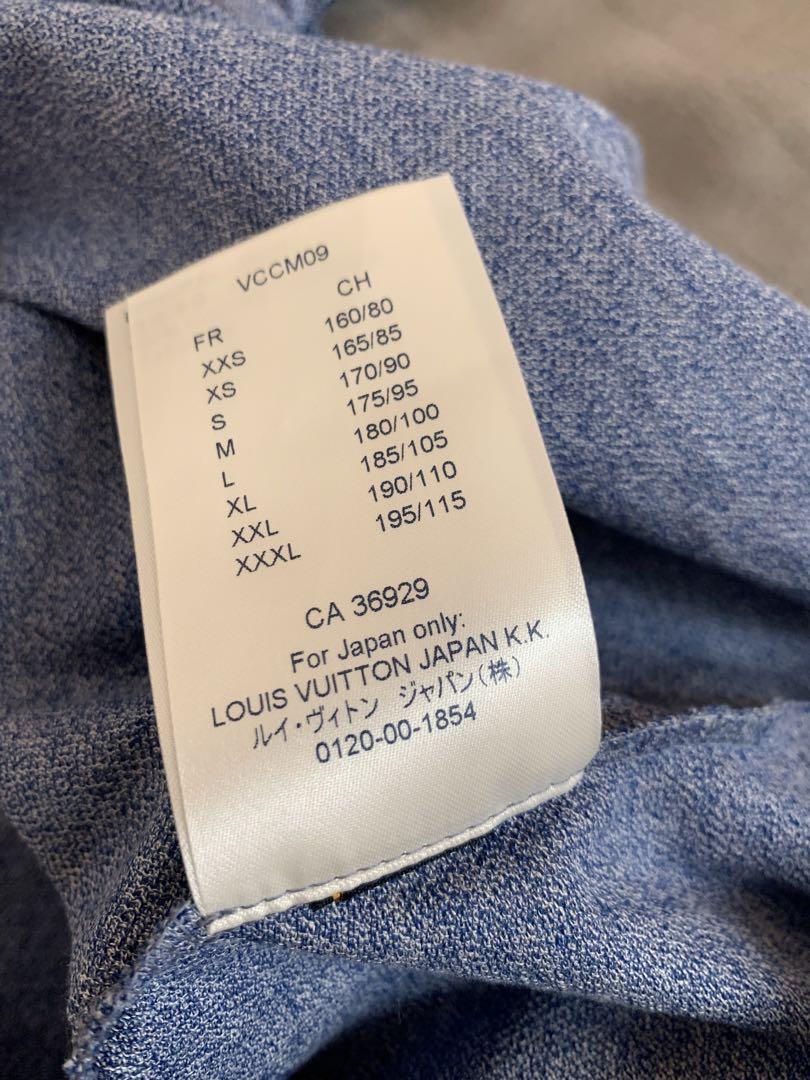 VCCM09
FR CH
XXS 160/80
XS 165/85
S 170/90
M 175/95
L 180/100
XL 185/105
XXL 190/110
XXXL 195/115
CA 36929
For Japan only:
LOUIS VUITTON JAPAN K.K.
ルイ・ヴィトン ジャパン(株)
0120-00-1854